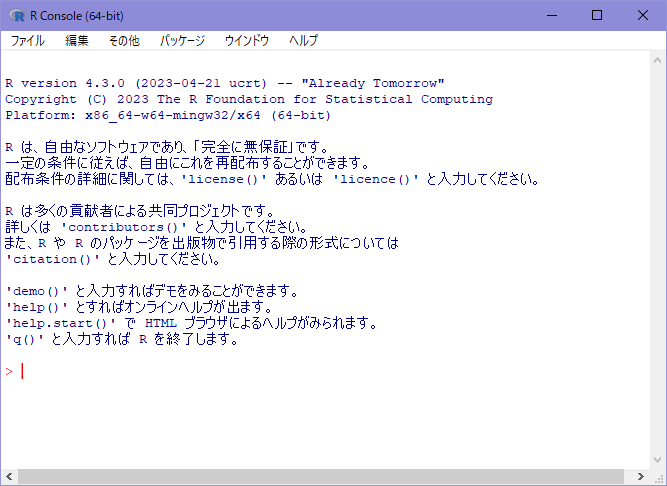 R Console (64-bit)
ファイル 編集 その他 パッケージ ウインドウ ヘルプ
R version 4.3.0 (2023-04-21 ucrt) -- "Already Tomorrow"
Copyright (C) 2023 The R Foundation for Statistical Computing
Platform: x86_64-w64-mingw32/x64 (64-bit)
R は、自由なソフトウェアであり、「完全に無保証」です。
一定の条件に従えば、自由にこれを再配布することができます。
配布条件の詳細に関しては、'license()' あるいは 'licence()' と入力してください。
R は多くの貢献者による共同プロジェクトです。
詳しくは 'contributors()' と入力してください。
また、R や R のパッケージを出版物で引用する際の形式については
'citation()' と入力してください。
'demo()' と入力すればデモをみることができます。
'help()' とすればオンラインヘルプが出ます。
'help.start()' で HTML ブラウザによるヘルプがみられます。
'q()' と入力すれば R を終了します。
>